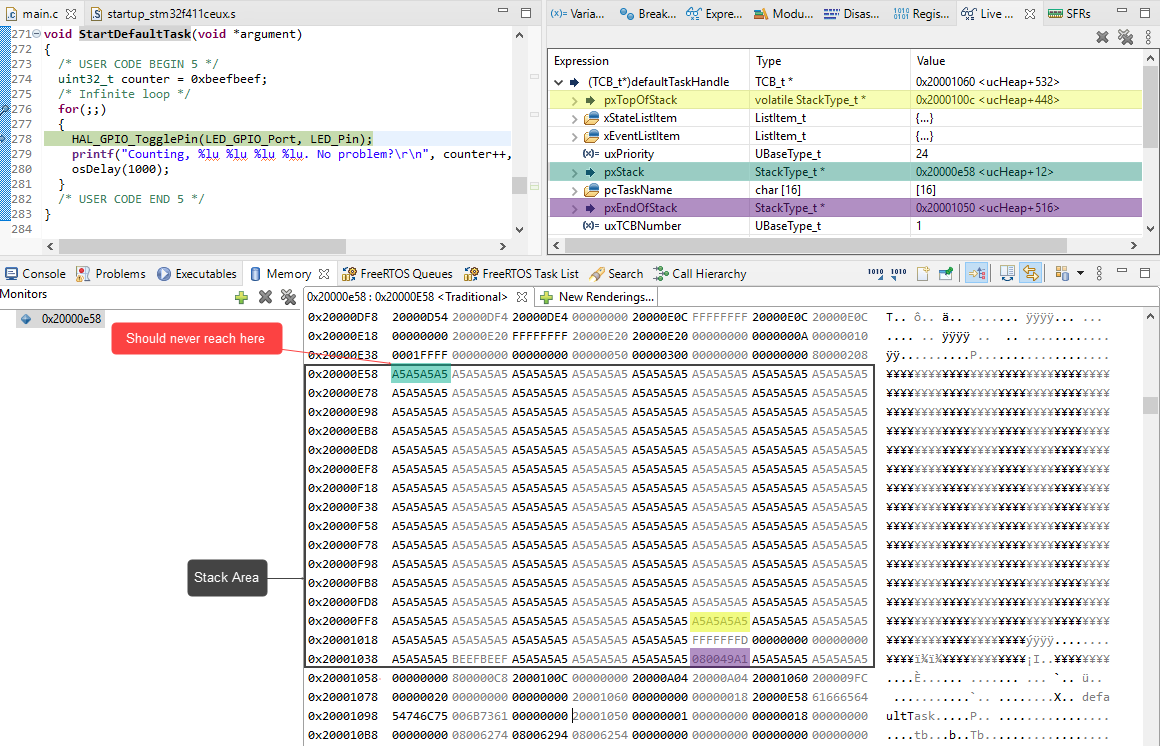 main.c
startup_stm32f411ceux.s
271 void StartDefaultTask(void *argument)
272 {
273 /* USER CODE BEGIN 5 */
274 uint32_t counter = 0xbeefbeef;
275 /* Infinite loop */
276 for(;;)
277 {
278 HAL_GPIO_TogglePin(LED_GPIO_Port, LED_Pin);
279 printf("Counting, %lu %lu %lu %lu. No problem?\r\n", counter++,
280 osDelay(1000);
281 }
282 /* USER CODE END 5 */
283 }
284
(x)= Varia... Break... Expre... Modu... Disas... Regis... Live ... SFRs
Expression Type Value
(TCB_t*)defaultTaskHandle TCB_t * 0x20001060 <ucHeap+532>
pxTopOfStack volatile StackType_t * 0x2000100c <ucHeap+448>
xStateListItem ListItem_t {...}
xEventListItem ListItem_t {...}
(x)= uxPriority UBaseType_t 24
pxStack StackType_t * 0x20000e58 <ucHeap+12>
pcTaskName char [16] [16]
pxEndOfStack StackType_t * 0x20001050 <ucHeap+516>
(x)= uxTCBNumber UBaseType_t 1
Console Problems Executables Memory FreeRTOS Queues FreeRTOS Task List Search Call Hierarchy
Monitors
0x20000e58
0x20000e58 : 0x20000E58 <Traditional> New Renderings...
Should never reach here
Stack Area
0x20000DF8 20000D54 20000DF4 20000DE4 00000000 20000E0C FFFFFFFF 20000E0C 20000E0C
0x20000E18 00000000 20000E20 FFFFFFFF 20000E20 20000E20 00000000 0000000A 00000010
0x20000E38 0001FFFF 00000000 00000000 00000050 00000300 00000000 00000000 80000208
0x20000E58 A5A5A5A5 A5A5A5A5 A5A5A5A5 A5A5A5A5 A5A5A5A5 A5A5A5A5 A5A5A5A5 A5A5A5A5 ¥¥¥¥¥¥¥¥¥¥¥¥¥¥¥¥¥¥¥¥¥¥¥¥¥¥¥¥¥¥¥¥
0x20000E78 A5A5A5A5 A5A5A5A5 A5A5A5A5 A5A5A5A5 A5A5A5A5 A5A5A5A5 A5A5A5A5 A5A5A5A5 ¥¥¥¥¥¥¥¥¥¥¥¥¥¥¥¥¥¥¥¥¥¥¥¥¥¥¥¥¥¥¥¥
0x20000E98 A5A5A5A5 A5A5A5A5 A5A5A5A5 A5A5A5A5 A5A5A5A5 A5A5A5A5 A5A5A5A5 A5A5A5A5 ¥¥¥¥¥¥¥¥¥¥¥¥¥¥¥¥¥¥¥¥¥¥¥¥¥¥¥¥¥¥¥¥
0x20000EB8 A5A5A5A5 A5A5A5A5 A5A5A5A5 A5A5A5A5 A5A5A5A5 A5A5A5A5 A5A5A5A5 A5A5A5A5 ¥¥¥¥¥¥¥¥¥¥¥¥¥¥¥¥¥¥¥¥¥¥¥¥¥¥¥¥¥¥¥¥
0x20000ED8 A5A5A5A5 A5A5A5A5 A5A5A5A5 A5A5A5A5 A5A5A5A5 A5A5A5A5 A5A5A5A5 A5A5A5A5 ¥¥¥¥¥¥¥¥¥¥¥¥¥¥¥¥¥¥¥¥¥¥¥¥¥¥¥¥¥¥¥¥
0x20000EF8 A5A5A5A5 A5A5A5A5 A5A5A5A5 A5A5A5A5 A5A5A5A5 A5A5A5A5 A5A5A5A5 A5A5A5A5 ¥¥¥¥¥¥¥¥¥¥¥¥¥¥¥¥¥¥¥¥¥¥¥¥¥¥¥¥¥¥¥¥
0x20000F18 A5A5A5A5 A5A5A5A5 A5A5A5A5 A5A5A5A5 A5A5A5A5 A5A5A5A5 A5A5A5A5 A5A5A5A5 ¥¥¥¥¥¥¥¥¥¥¥¥¥¥¥¥¥¥¥¥¥¥¥¥¥¥¥¥¥¥¥¥
0x20000F38 A5A5A5A5 A5A5A5A5 A5A5A5A5 A5A5A5A5 A5A5A5A5 A5A5A5A5 A5A5A5A5 A5A5A5A5 ¥¥¥¥¥¥¥¥¥¥¥¥¥¥¥¥¥¥¥¥¥¥¥¥¥¥¥¥¥¥¥¥
0x20000F58 A5A5A5A5 A5A5A5A5 A5A5A5A5 A5A5A5A5 A5A5A5A5 A5A5A5A5 A5A5A5A5 A5A5A5A5 ¥¥¥¥¥¥¥¥¥¥¥¥¥¥¥¥¥¥¥¥¥¥¥¥¥¥¥¥¥¥¥¥
0x20000F78 A5A5A5A5 A5A5A5A5 A5A5A5A5 A5A5A5A5 A5A5A5A5 A5A5A5A5 A5A5A5A5 A5A5A5A5 ¥¥¥¥¥¥¥¥¥¥¥¥¥¥¥¥¥¥¥¥¥¥¥¥¥¥¥¥¥¥¥¥
0x20000F98 A5A5A5A5 A5A5A5A5 A5A5A5A5 A5A5A5A5 A5A5A5A5 A5A5A5A5 A5A5A5A5 A5A5A5A5 ¥¥¥¥¥¥¥¥¥¥¥¥¥¥¥¥¥¥¥¥¥¥¥¥¥¥¥¥¥¥¥¥
0x20000FB8 A5A5A5A5 A5A5A5A5 A5A5A5A5 A5A5A5A5 A5A5A5A5 A5A5A5A5 A5A5A5A5 A5A5A5A5 ¥¥¥¥¥¥¥¥¥¥¥¥¥¥¥¥¥¥¥¥¥¥¥¥¥¥¥¥¥¥¥¥
0x20000FD8 A5A5A5A5 A5A5A5A5 A5A5A5A5 A5A5A5A5 A5A5A5A5 A5A5A5A5 A5A5A5A5 A5A5A5A5 ¥¥¥¥¥¥¥¥¥¥¥¥¥¥¥¥¥¥¥¥¥¥¥¥¥¥¥¥¥¥¥¥
0x20000FF8 A5A5A5A5 A5A5A5A5 A5A5A5A5 A5A5A5A5 A5A5A5A5 A5A5A5A5 A5A5A5A5 A5A5A5A5 ¥¥¥¥¥¥¥¥¥¥¥¥¥¥¥¥¥¥¥¥¥¥¥¥¥¥¥¥¥¥¥¥
0x20001018 A5A5A5A5 A5A5A5A5 A5A5A5A5 A5A5A5A5 A5A5A5A5 FFFFFFFD 00000000 00000000 ¥¥¥¥¥¥¥¥¥¥¥¥¥¥¥¥¥¥¥¥ýÿÿÿ........
0x20001038 A5A5A5A5 BEEFBEEF A5A5A5A5 A5A5A5A5 A5A5A5A5 080049A1 A5A5A5A5 A5A5A5A5 ¥¥¥¥ï¾ï¾¥¥¥¥¥¥¥¥¥¥¥¥¡I..¥¥¥¥¥¥¥¥
0x20001058 00000000 800000C8 2000100C 00000000 20000A04 20000A04 20001060 200009FC
0x20001078 00000020 00000000 00000000 20001060 00000000 00000018 20000E58 61666564
0x20001098 54746C75 006B7361 00000000 20001050 00000001 00000000 00000018 00000000 ultTask.....P..
0x200010B8 00000000 08006274 08006294 08006254 00000000 00000000 00000000 00000000 ....tb..